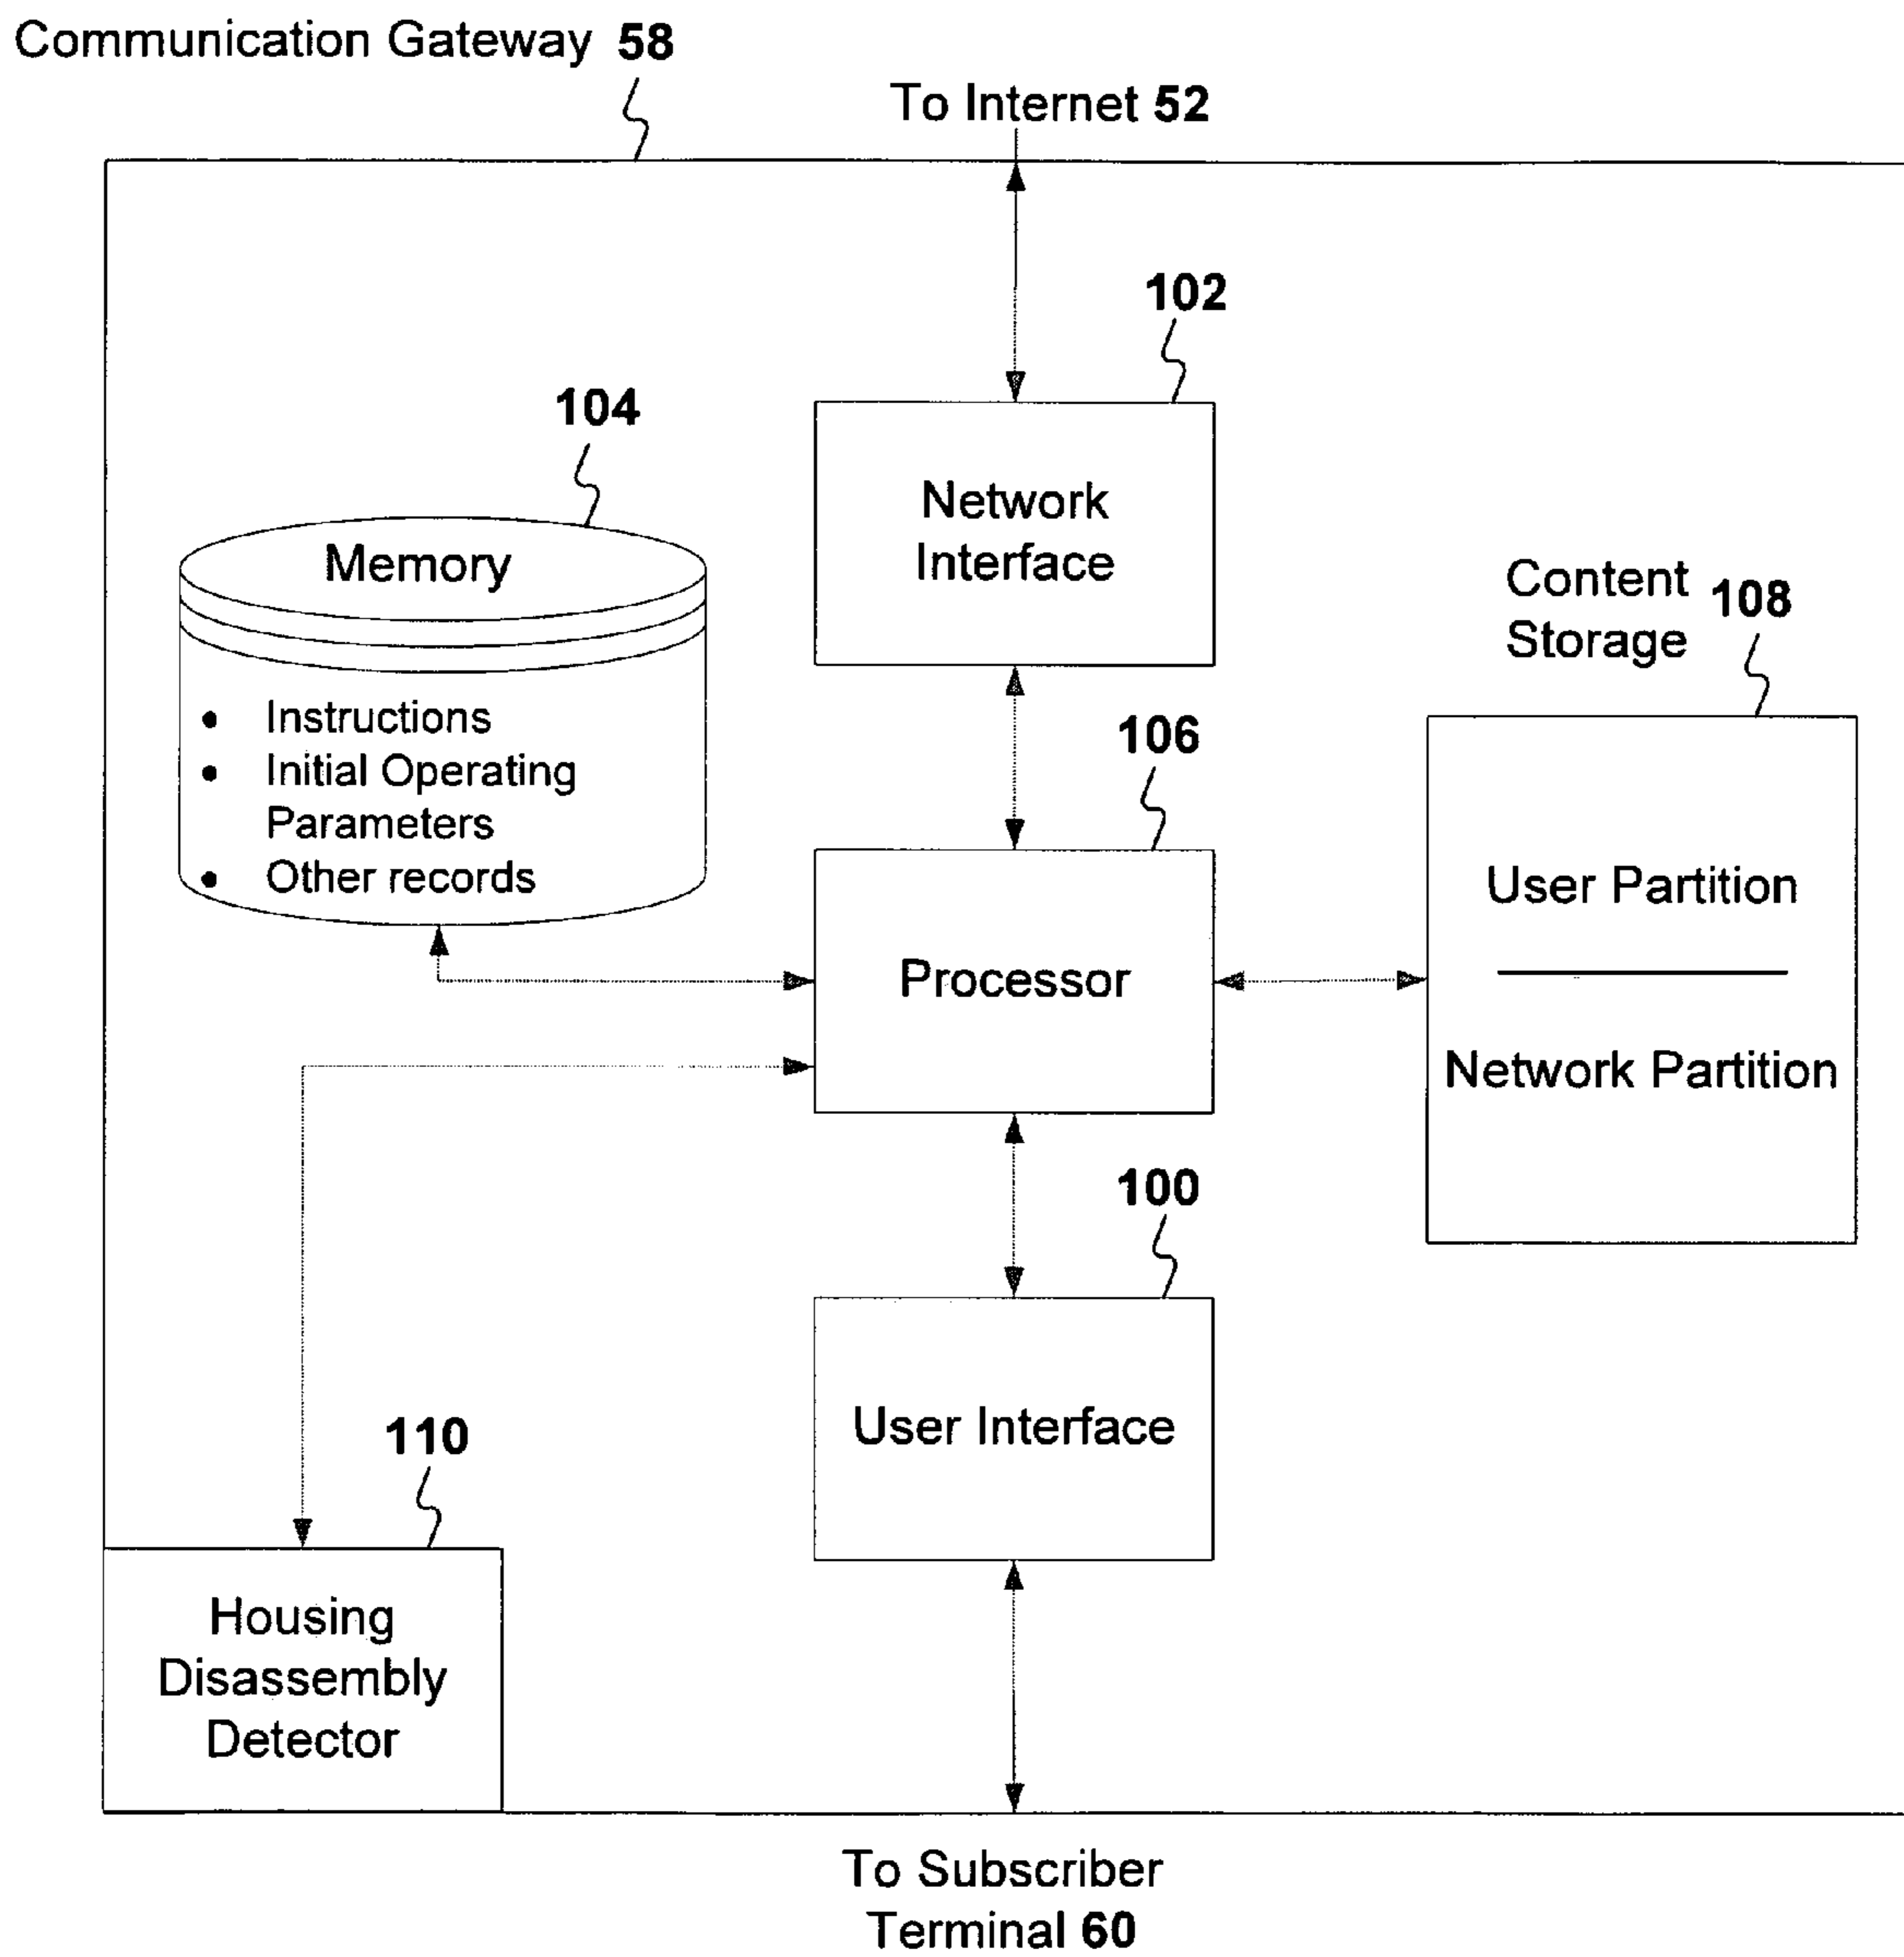 Communication Gateway 58
To Internet 52
102
Network
Interface
104
Memory
• Instructions
• Initial Operating
Parameters
• Other records
Content
Storage 108
User Partition
Network Partition
106
Processor
100
User Interface
110
Housing
Disassembly
Detector
To Subscriber
Terminal 60